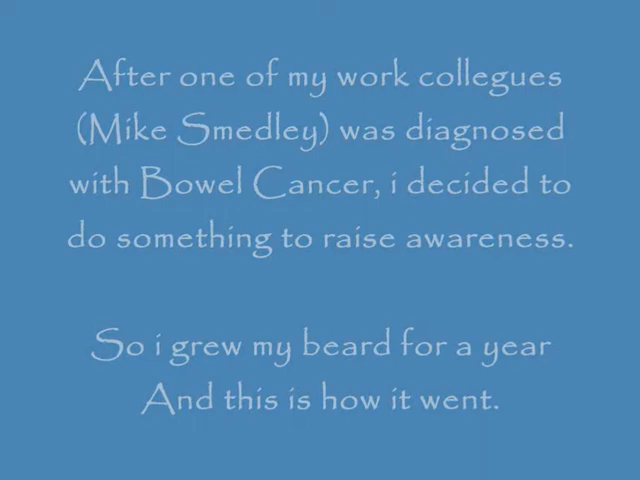 After one of my work collegues
(Mike Smedley) was diagnosed
with Bowel Cancer, i decided to
do something to raise awareness.
So i grew my beard for a year
And this is how it went.